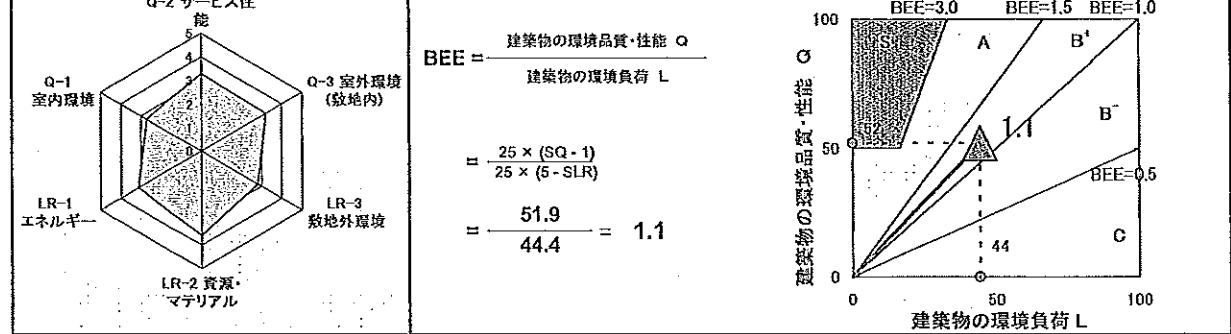 Q-2 サービス性
能
5
4
3
2
1
0
Q-1
室内環境
Q-3 室外環境
(敷地内)
LR-1
エネルギー
LR-3
敷地外環境
LR-2 資源・
マテリアル
BEE = 建築物の環境品質・性能 Q
建築物の環境負荷 L
= 25 × (SQ - 1)
25 × (5 - SLR)
= 51.9
44.4
= 1.1
BEE=3.0 BEE=1.5 BEE=1.0
100
S
A
B+
52
1.1
B-
50
BEE=0.5
44
C
0
0 50 100
建築物の環境品質・性能 Q
建築物の環境負荷 L